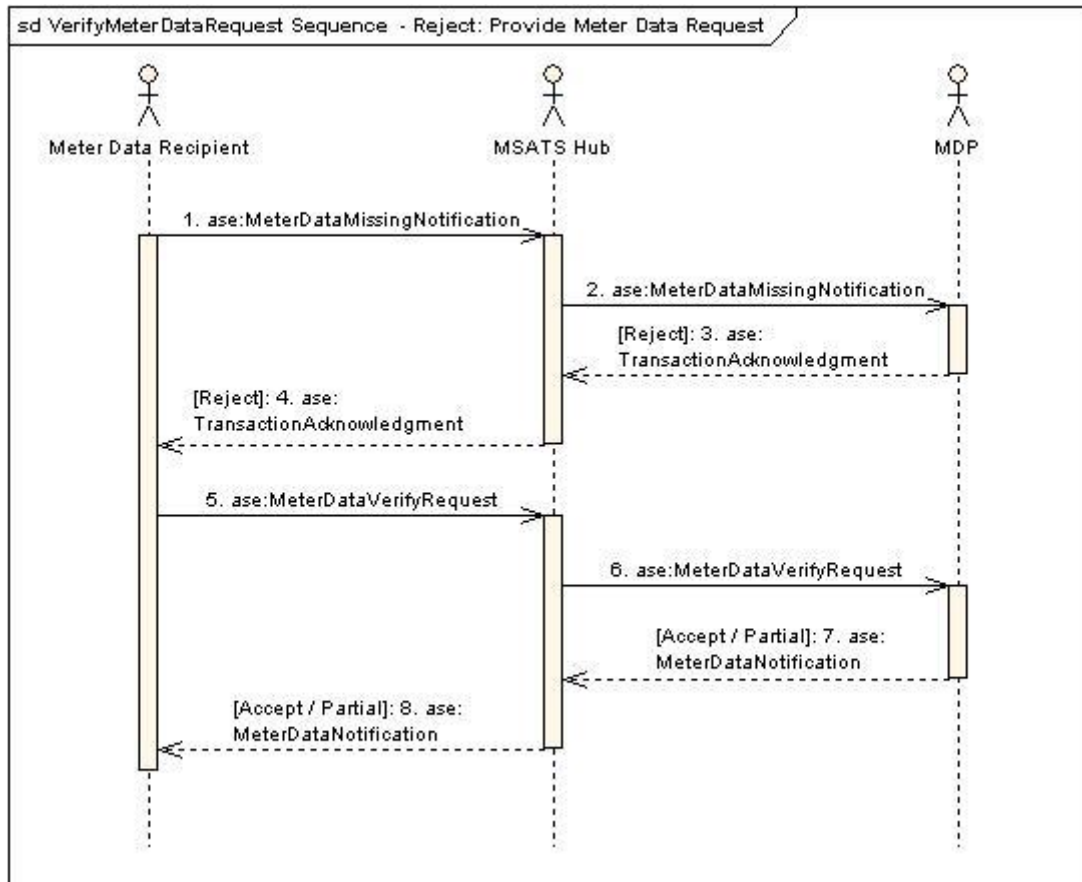 sd VerifyMeterDataRequest Sequence - Reject: Provide Meter Data Request
Meter Data Recipient
MSATS Hub
MDP
1. ase:MeterDataMissingNotification
2. ase:MeterDataMissingNotification
[Reject]: 3. ase:
TransactionAcknowledgment
[Reject]: 4. ase:
TransactionAcknowledgment
5. ase:MeterDataVerifyRequest
6. ase:MeterDataVerifyRequest
[Accept / Partial]: 7. ase:
MeterDataNotification
[Accept / Partial]: 8. ase:
MeterDataNotification